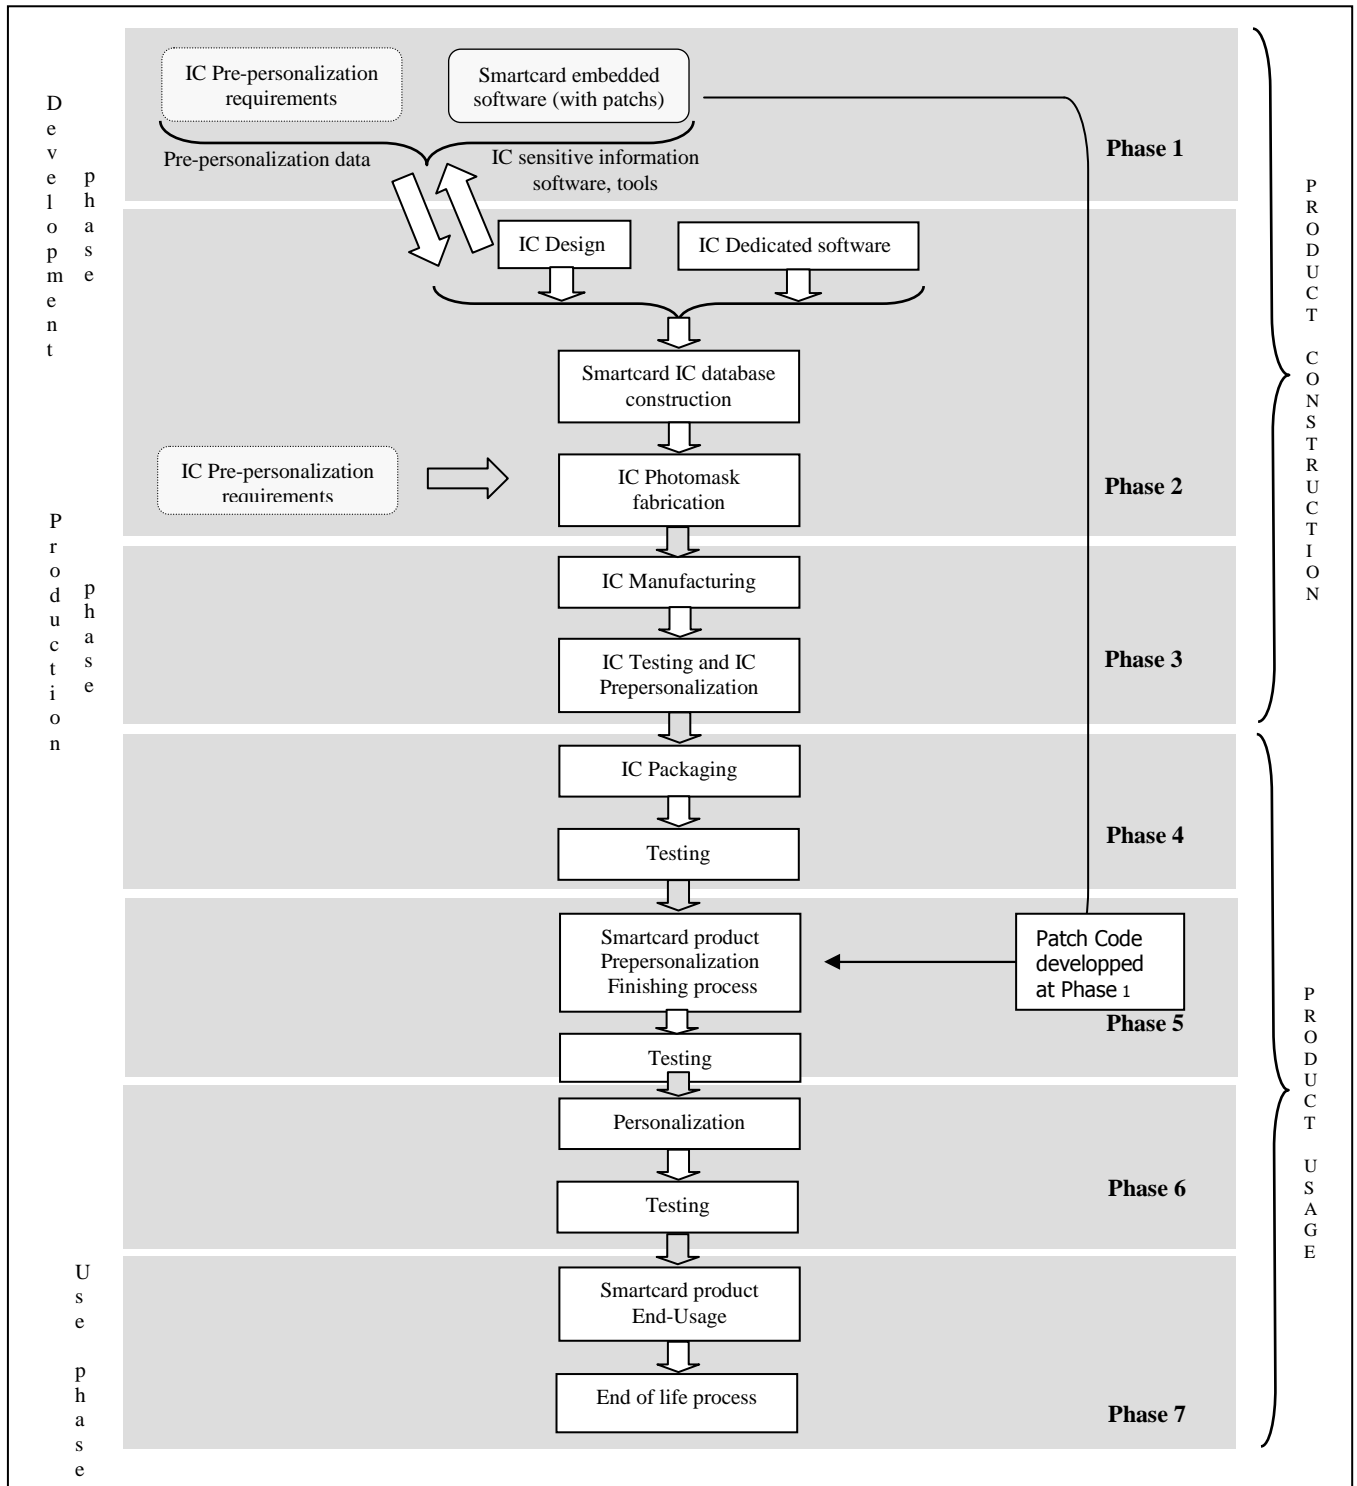 Development phase
IC Pre-personalization
requirements
Smartcard embedded
software (with patchs)
Pre-personalization data
IC sensitive information
software, tools
Phase 1
PRODUCT CONSTRUCTION
IC Design
IC Dedicated software
Smartcard IC database
construction
IC Pre-personalization
requirements
IC Photomask
fabrication
Phase 2
Production phase
IC Manufacturing
IC Testing and IC
Prepersonalization
Phase 3
IC Packaging
Testing
Phase 4
Smartcard product
Prepersonalization
Finishing process
Patch Code
developped
at Phase 1
Phase 5
Testing
PRODUCT USAGE
Personalization
Testing
Phase 6
Use phase
Smartcard product
End-Usage
End of life process
Phase 7